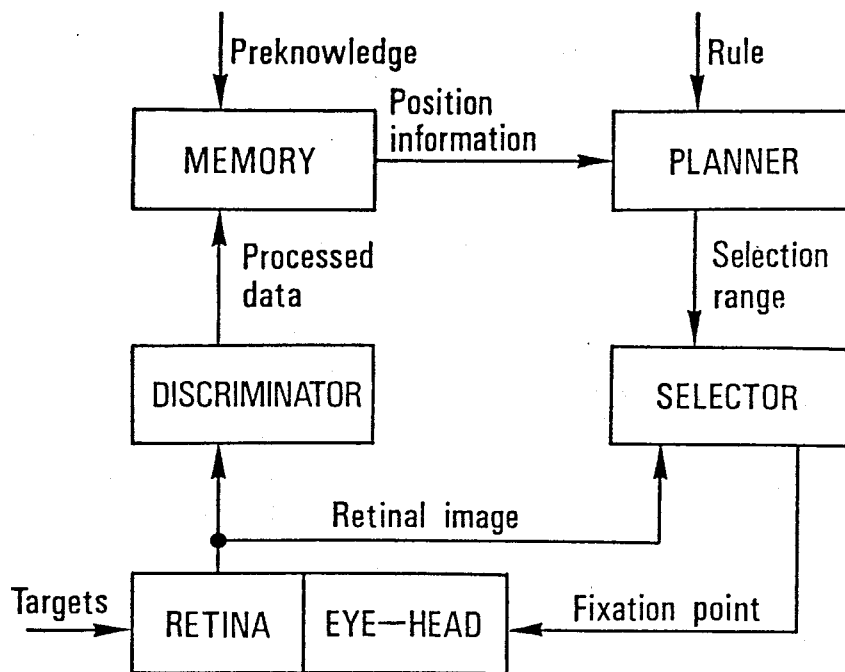 Preknowledge
Rule
Position
information
MEMORY
PLANNER
Processed
data
Selection
range
DISCRIMINATOR
SELECTOR
Retinal image
Targets
RETINA
EYE—HEAD
Fixation point